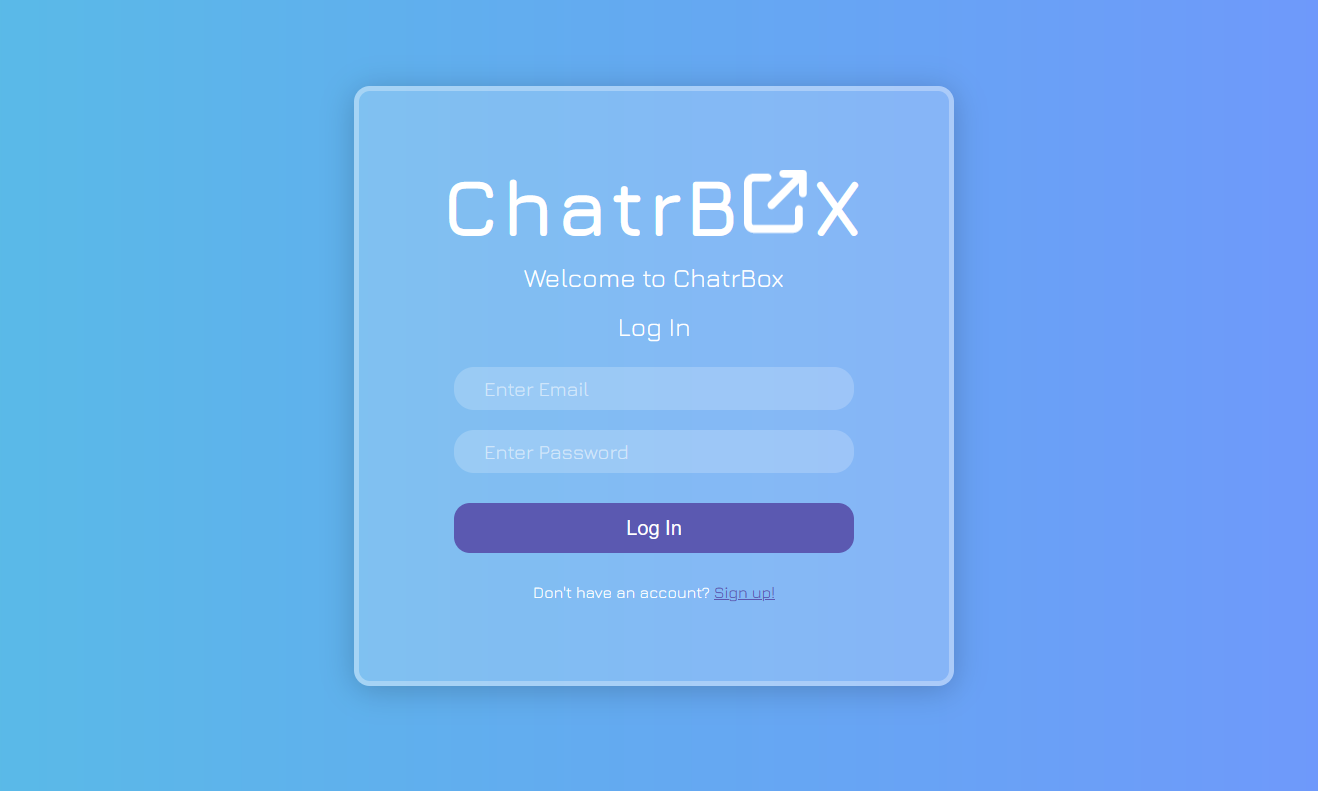 ChatrBOX
Welcome to ChatrBox
Log In
Enter Email
Enter Password
Log In
Don't have an account? Sign up!